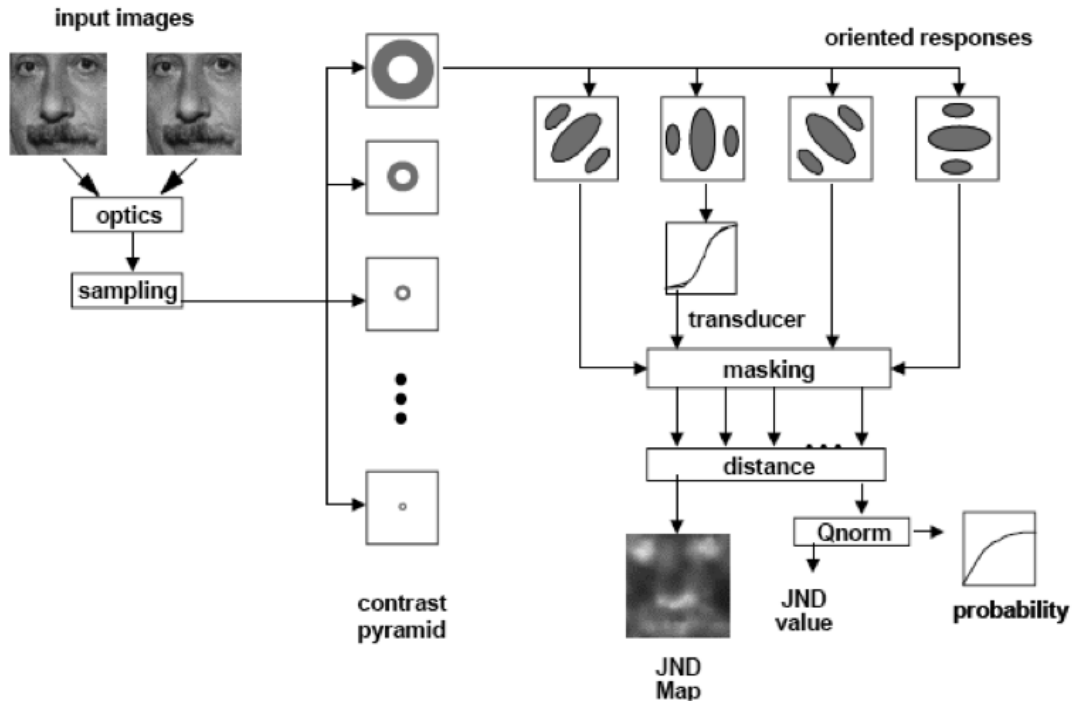 input images
optics
sampling
contrast
pyramid
oriented responses
transducer
masking
distance
Qnorm
JND
value
probability
JND
Map